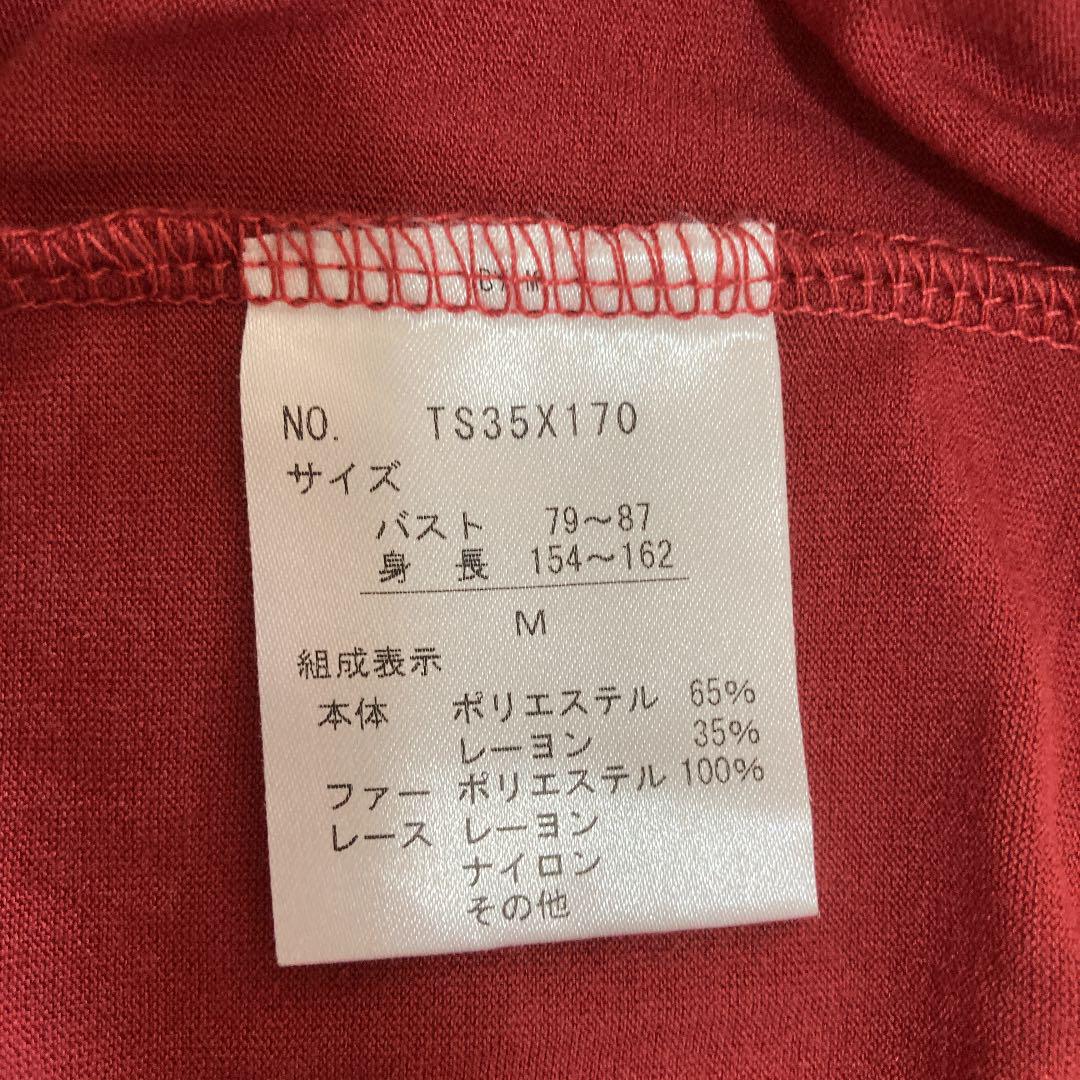 NO. TS35X170
サイズ
バスト 79～87
身 長 154～162
M
組成表示
本体 ポリエステル 65%
レーヨン 35%
ファー ポリエステル 100%
レース レーヨン
ナイロン
その他